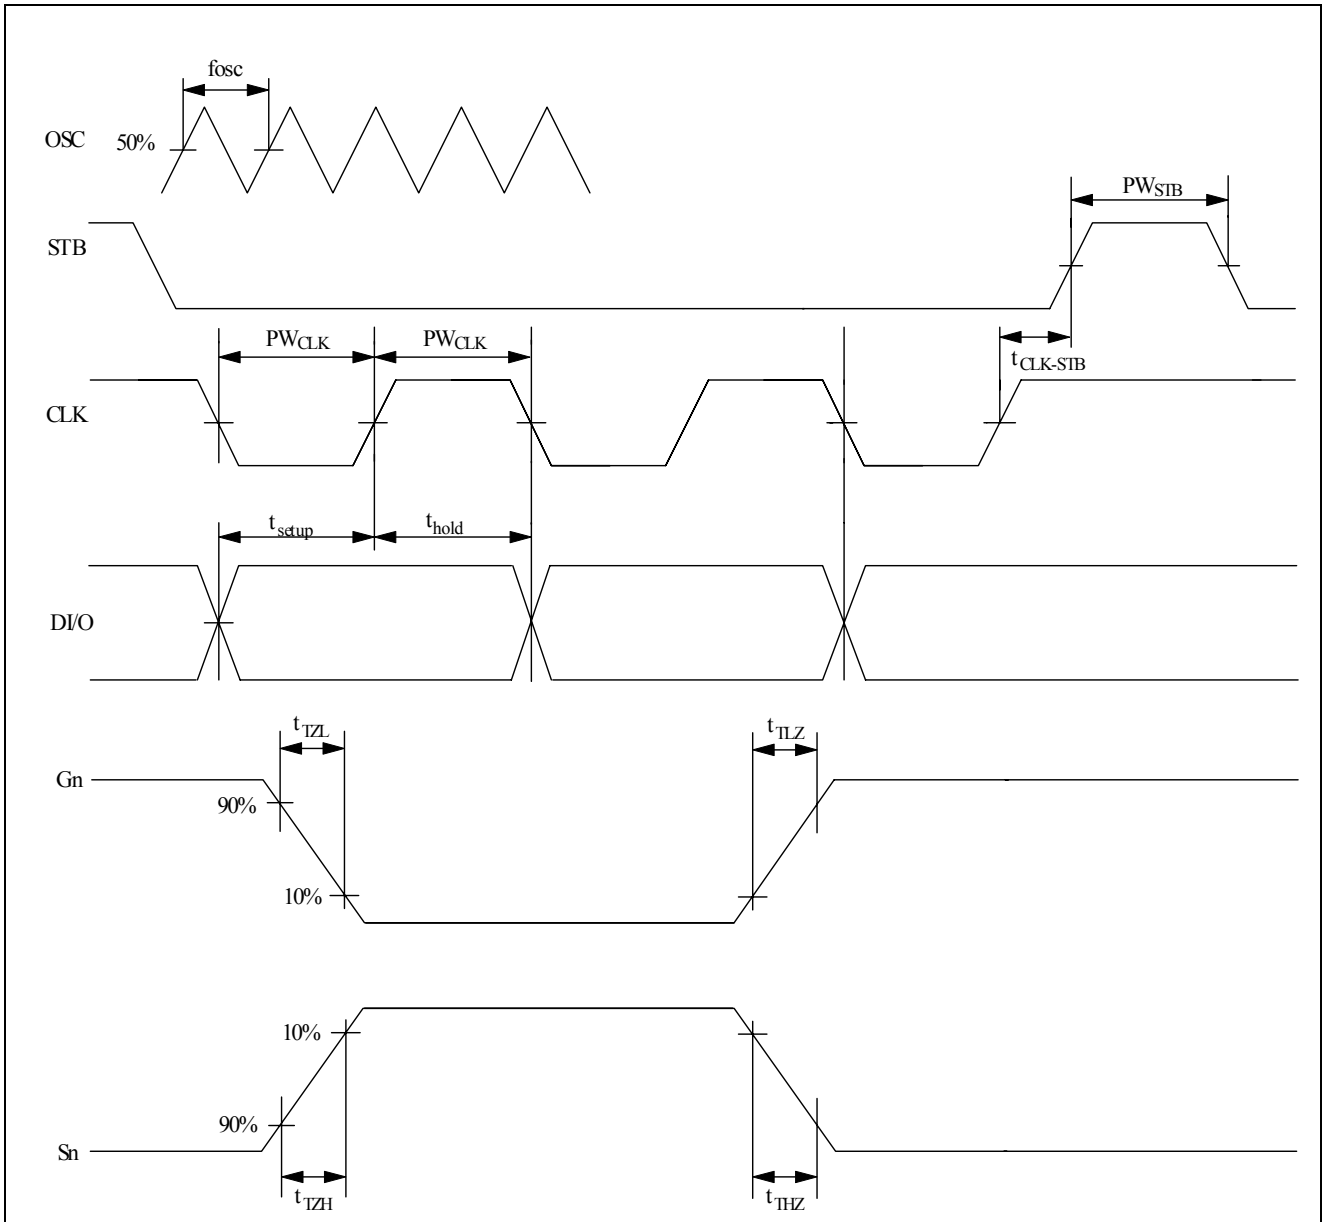 fosc
OSC 50%
PWSTB
STB
PWCLK PWCLK
tCLK-STB
CLK
tsetup thold
DI/O
tTZL tTLZ
Gn
90%
10%
10%
90%
Sn
tTZH tTHZ